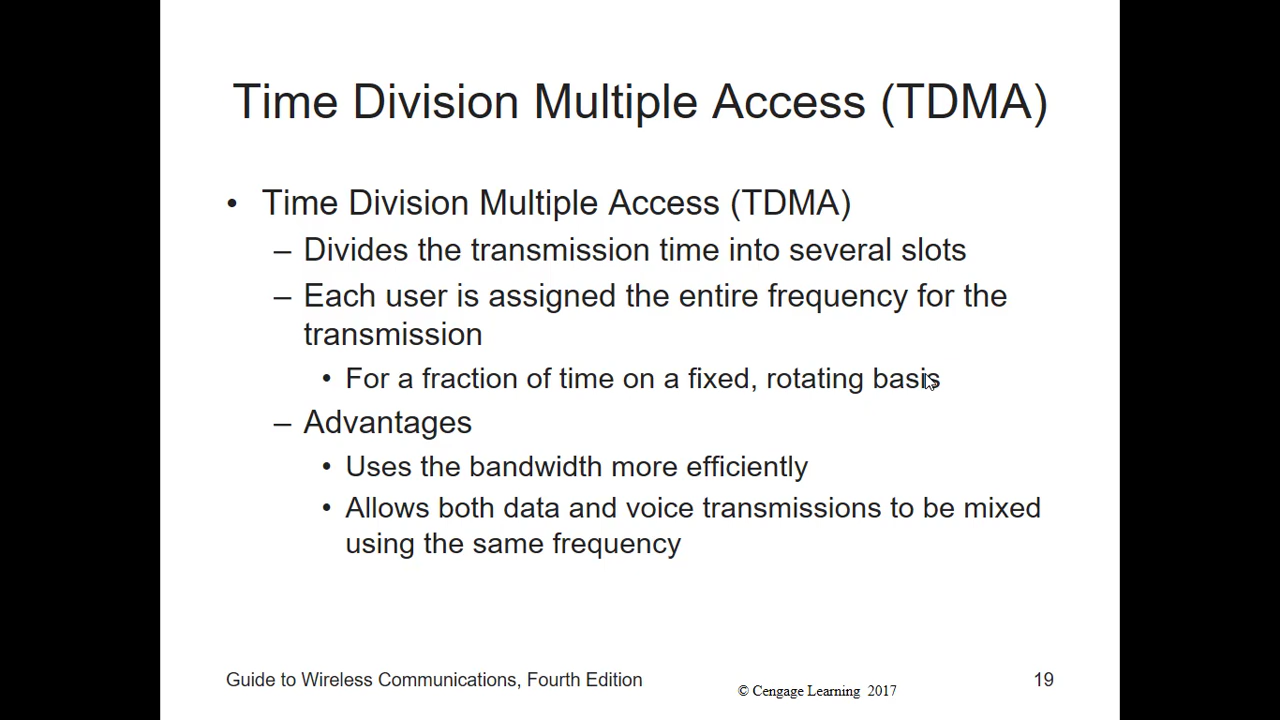 Time Division Multiple Access (TDMA)
• Time Division Multiple Access (TDMA)
– Divides the transmission time into several slots
– Each user is assigned the entire frequency for the
transmission
• For a fraction of time on a fixed, rotating basis
– Advantages
• Uses the bandwidth more efficiently
• Allows both data and voice transmissions to be mixed
using the same frequency
Guide to Wireless Communications, Fourth Edition
© Cengage Learning 2017
19